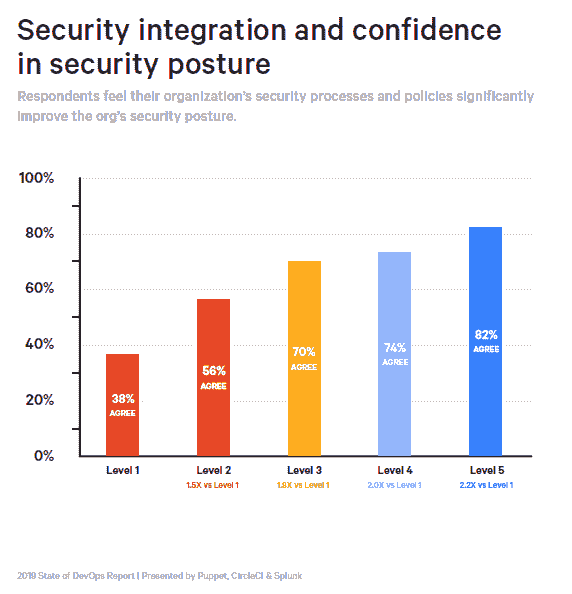 Security integration and confidence
in security posture
Respondents feel their organization's security processes and policies significantly
improve the org's security posture.
100%
80%
60%
40%
20%
0%
38%
AGREE
56%
AGREE
70%
AGREE
74%
AGREE
82%
AGREE
Level 1
Level 2
Level 3
Level 4
Level 5
1.5X vs Level 1
1.8X vs Level 1
2.0X vs Level 1
2.2X vs Level 1
2019 State of DevOps Report | Presented by Puppet, CircleCI & Splunk